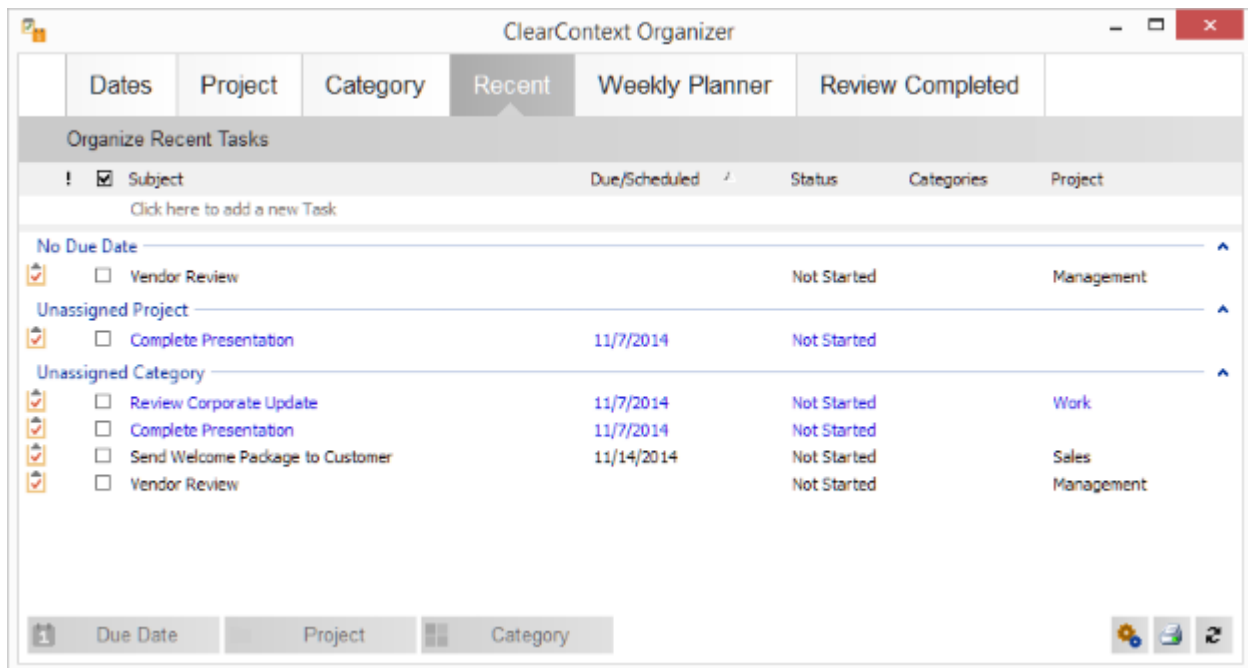 ClearContext Organizer
Dates Project Category Recent Weekly Planner Review Completed
Organize Recent Tasks
! Subject Due/Scheduled Status Categories Project
Click here to add a new Task
No Due Date
Vendor Review Not Started Management
Unassigned Project
Complete Presentation 11/7/2014 Not Started
Unassigned Category
Review Corporate Update 11/7/2014 Not Started Work
Complete Presentation 11/7/2014 Not Started
Send Welcome Package to Customer 11/14/2014 Not Started Sales
Vendor Review Not Started Management
1 Due Date Project Category